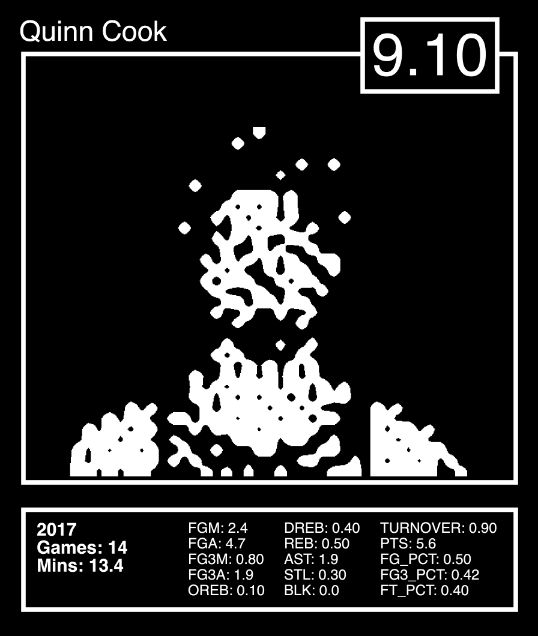 Quinn Cook
9.10
2017
Games: 14
Mins: 13.4
FGM: 2.4
FGA: 4.7
FG3M: 0.80
FG3A: 1.9
OREB: 0.10
DREB: 0.40
REB: 0.50
AST: 1.9
STL: 0.30
BLK: 0.0
TURNOVER: 0.90
PTS: 5.6
FG_PCT: 0.50
FG3_PCT: 0.42
FT_PCT: 0.40